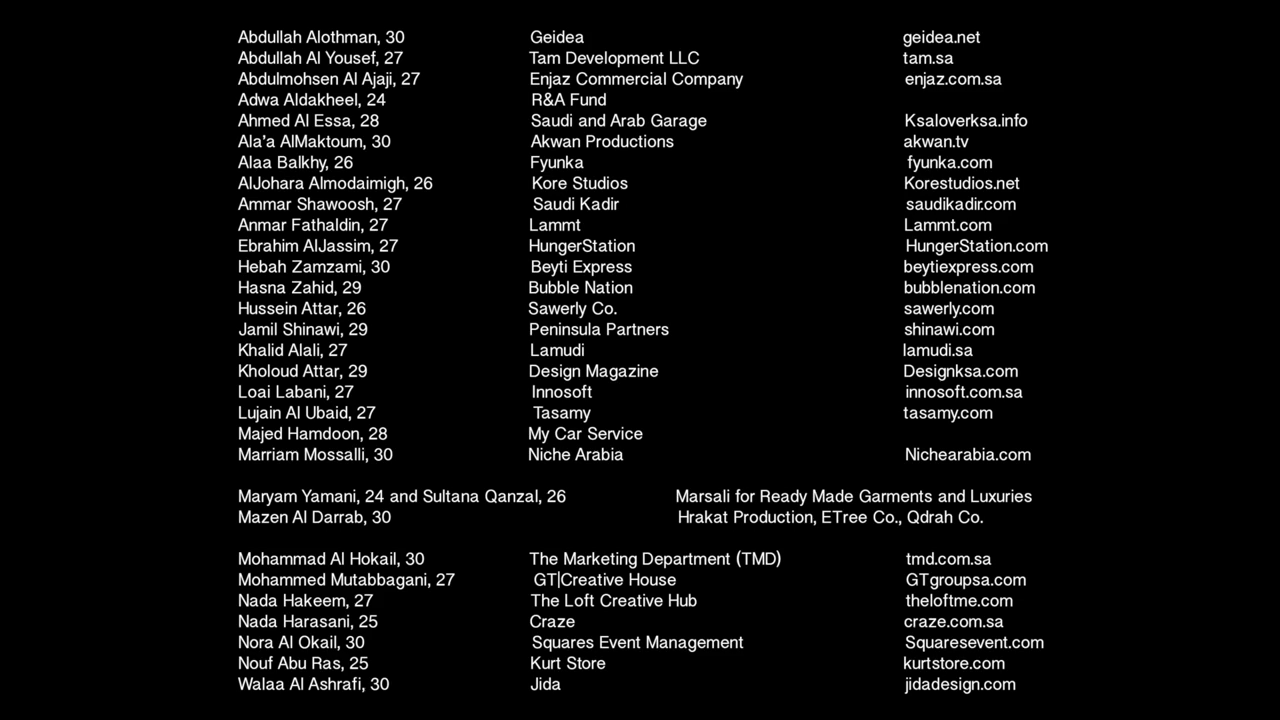 Abdullah Alothman, 30 Geidea geidea.net
Abdullah Al Yousef, 27 Tam Development LLC tam.sa
Abdulmohsen Al Ajaji, 27 Enjaz Commercial Company enjaz.com.sa
Adwa Aldakheel, 24 R&A Fund
Ahmed Al Essa, 28 Saudi and Arab Garage Ksaloverksa.info
Ala’a AlMaktoum, 30 Akwan Productions akwan.tv
Alaa Balkhy, 26 Fyunka fyunka.com
AlJohara Almodaimigh, 26 Kore Studios Korestudios.net
Ammar Shawoosh, 27 Saudi Kadir saudikadir.com
Anmar Fathaldin, 27 Lammt Lammt.com
Ebrahim AlJassim, 27 HungerStation HungerStation.com
Hebah Zamzami, 30 Beyti Express beytiexpress.com
Hasna Zahid, 29 Bubble Nation bubblenation.com
Hussein Attar, 26 Sawerly Co. sawerly.com
Jamil Shinawi, 29 Peninsula Partners shinawi.com
Khalid Alali, 27 Lamudi lamudi.sa
Kholoud Attar, 29 Design Magazine Designksa.com
Loai Labani, 27 Innosoft innosoft.com.sa
Lujain Al Ubaid, 27 Tasamy tasamy.com
Majed Hamdoon, 28 My Car Service
Marriam Mossalli, 30 Niche Arabia Nichearabia.com
Maryam Yamani, 24 and Sultana Qanzal, 26 Marsali for Ready Made Garments and Luxuries
Mazen Al Darrab, 30 Hrakat Production, ETree Co., Qdrah Co.
Mohammad Al Hokail, 30 The Marketing Department (TMD) tmd.com.sa
Mohammed Mutabbagani, 27 GT|Creative House GTgroupsa.com
Nada Hakeem, 27 The Loft Creative Hub theloftme.com
Nada Harasani, 25 Craze craze.com.sa
Nora Al Okail, 30 Squares Event Management Squaresevent.com
Nouf Abu Ras, 25 Kurt Store kurtstore.com
Walaa Al Ashrafi, 30 Jida jidadesign.com